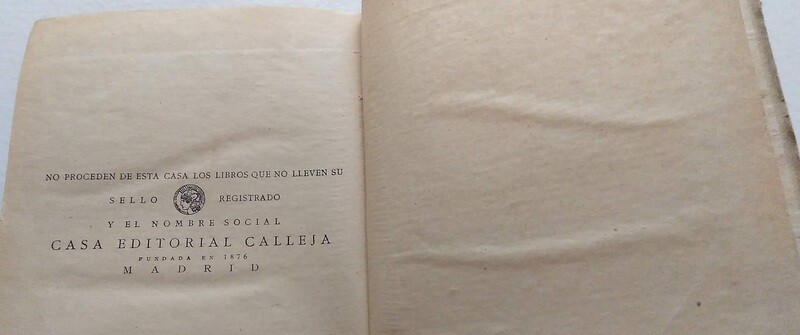 NO PROCEDEN DE ESTA CASA LOS LIBROS QUE NO LLEVEN SU
SELLO REGISTRADO
Y EL NOMBRE SOCIAL
CASA EDITORIAL CALLEJA
FUNDADA EN 1876
MADRID